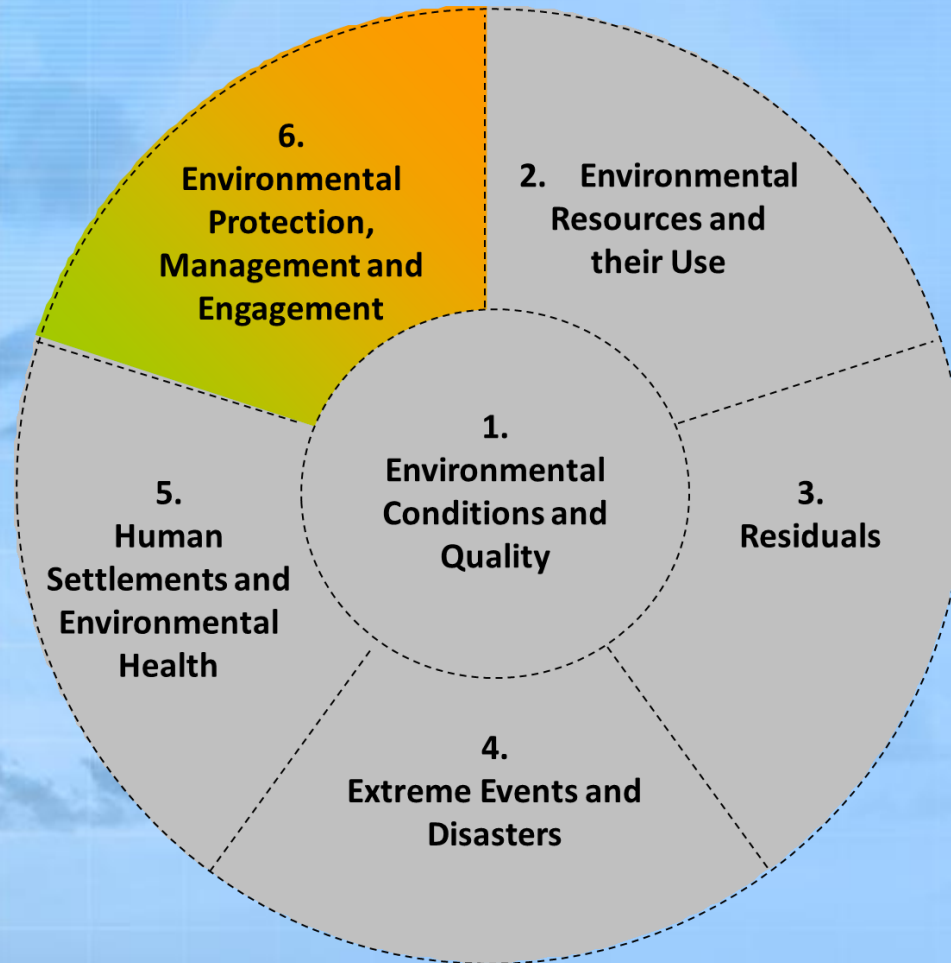 1.
Environmental
Conditions and
Quality
2. Environmental
Resources and
their Use
3.
Residuals
4.
Extreme Events and
Disasters
5.
Human
Settlements and
Environmental
Health
6.
Environmental
Protection,
Management and
Engagement